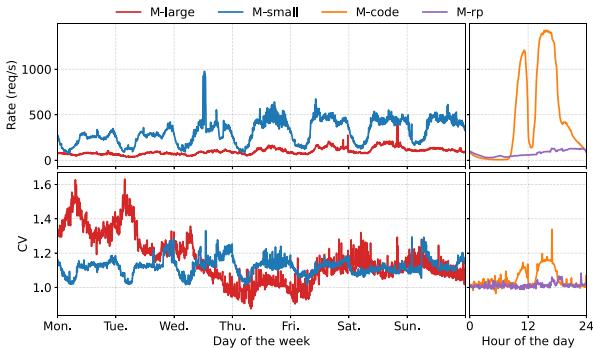 M-large M-small M-code M-rp
Rate (req/s)
1000
500
0
CV
1.6
1.4
1.2
1.0
Mon. Tue. Wed. Thu. Fri. Sat. Sun.
Day of the week
0 12 24
Hour of the day